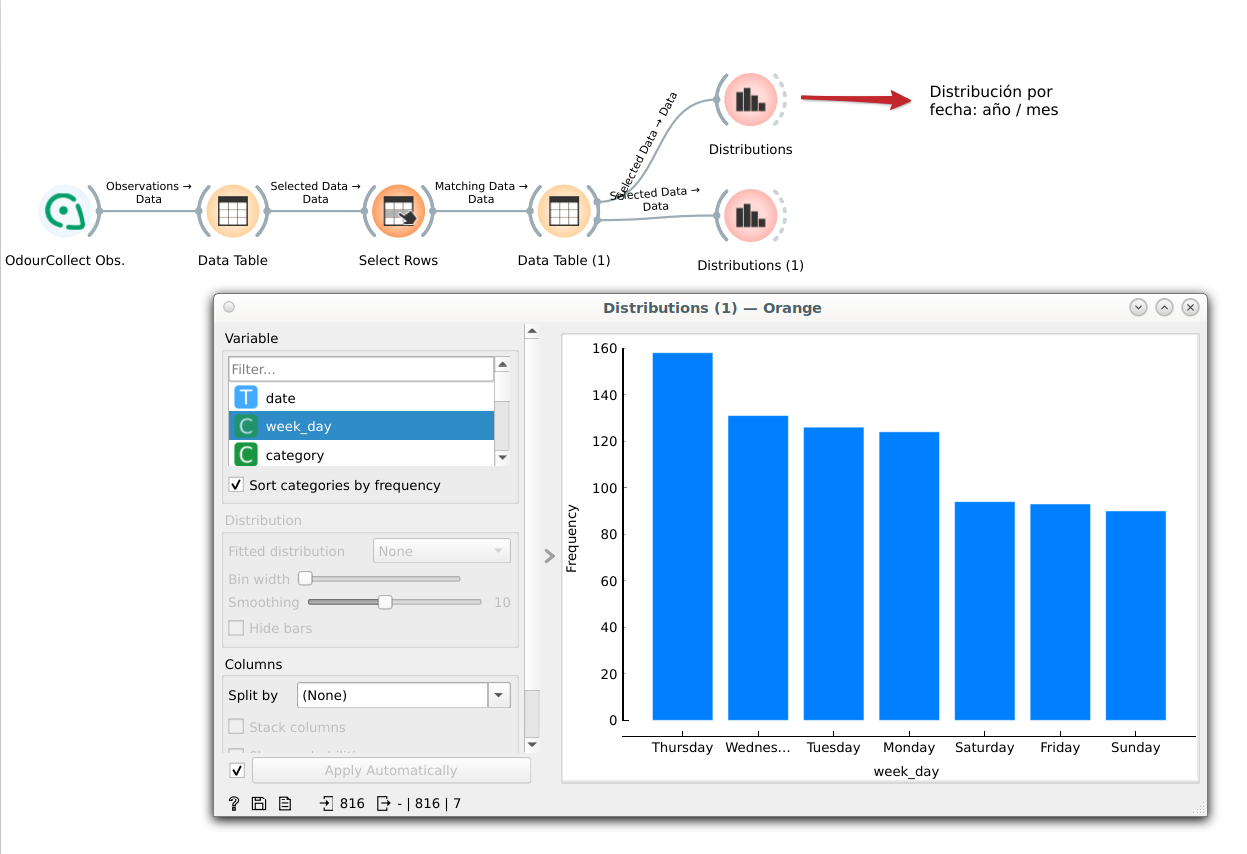 Distribución por
fecha: año / mes
Selected Data → Data
Distributions
Observations →
Data
Selected Data →
Data
Matching Data →
Data
Selected Data →
Data
OdourCollect Obs.
Data Table
Select Rows
Data Table (1)
Distributions (1)
Distributions (1) — Orange
Variable
Filter...
T date
C week_day
C category
Sort categories by frequency
Distribution
Fitted distribution None
Bin width
Smoothing 10
Hide bars
Columns
Split by (None)
Stack columns
Apply Automatically
? 816 - | 816 | 7
Frequency
160
140
120
100
80
60
40
20
0
Thursday Wednes... Tuesday Monday Saturday Friday Sunday
week_day